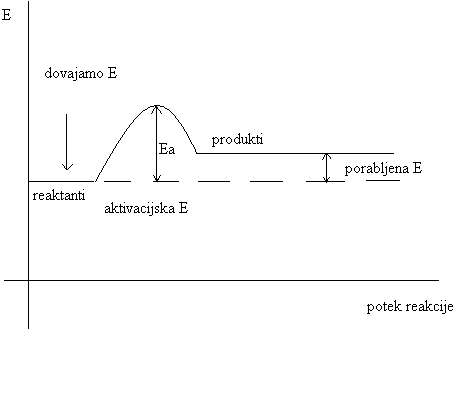 E
dovajamo E
produkti
Ea
porabljena E
reaktanti
aktivacijska E
potek reakcije